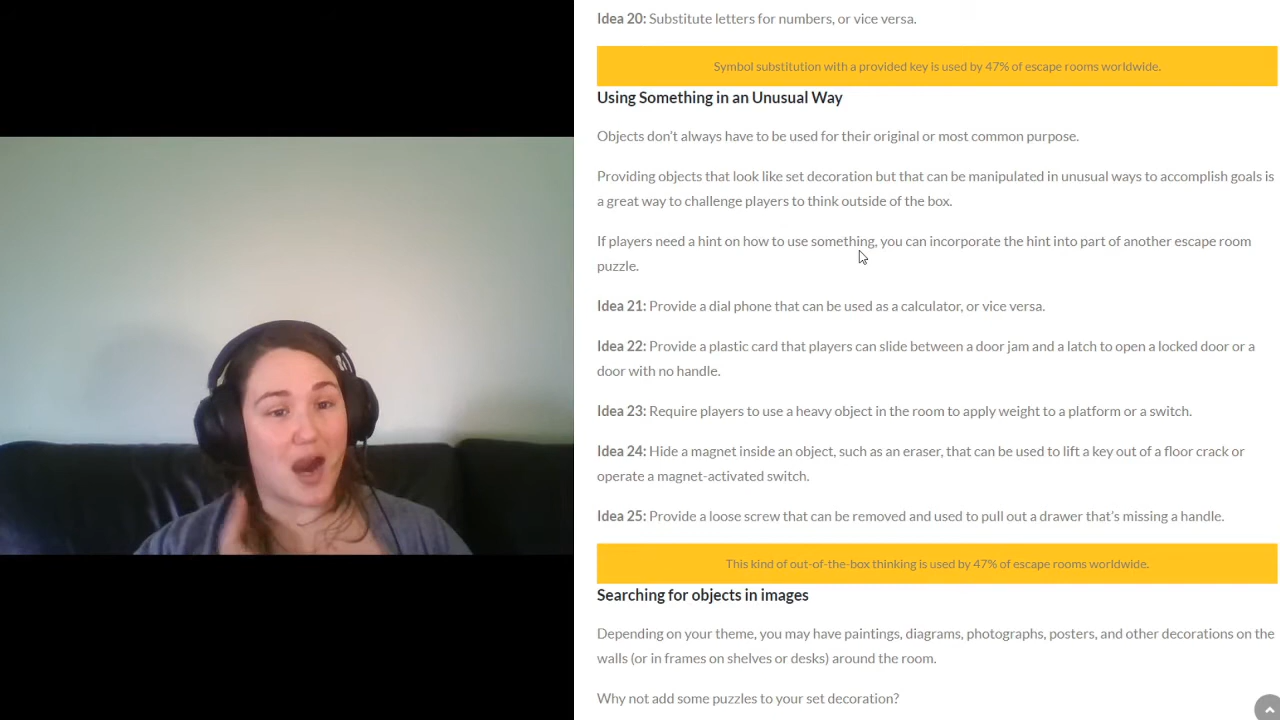 Idea 20: Substitute letters for numbers, or vice versa.
Symbol substitution with a provided key is used by 47% of escape rooms worldwide.
Using Something in an Unusual Way
Objects don't always have to be used for their original or most common purpose.
Providing objects that look like set decoration but that can be manipulated in unusual ways to accomplish goals is
a great way to challenge players to think outside of the box.
If players need a hint on how to use something, you can incorporate the hint into part of another escape room
puzzle.
Idea 21: Provide a dial phone that can be used as a calculator, or vice versa.
Idea 22: Provide a plastic card that players can slide between a door jam and a latch to open a locked door or a
door with no handle.
Idea 23: Require players to use a heavy object in the room to apply weight to a platform or a switch.
Idea 24: Hide a magnet inside an object, such as an eraser, that can be used to lift a key out of a floor crack or
operate a magnet-activated switch.
Idea 25: Provide a loose screw that can be removed and used to pull out a drawer that's missing a handle.
This kind of out-of-the-box thinking is used by 47% of escape rooms worldwide.
Searching for objects in images
Depending on your theme, you may have paintings, diagrams, photographs, posters, and other decorations on the
walls (or in frames on shelves or desks) around the room.
Why not add some puzzles to your set decoration?